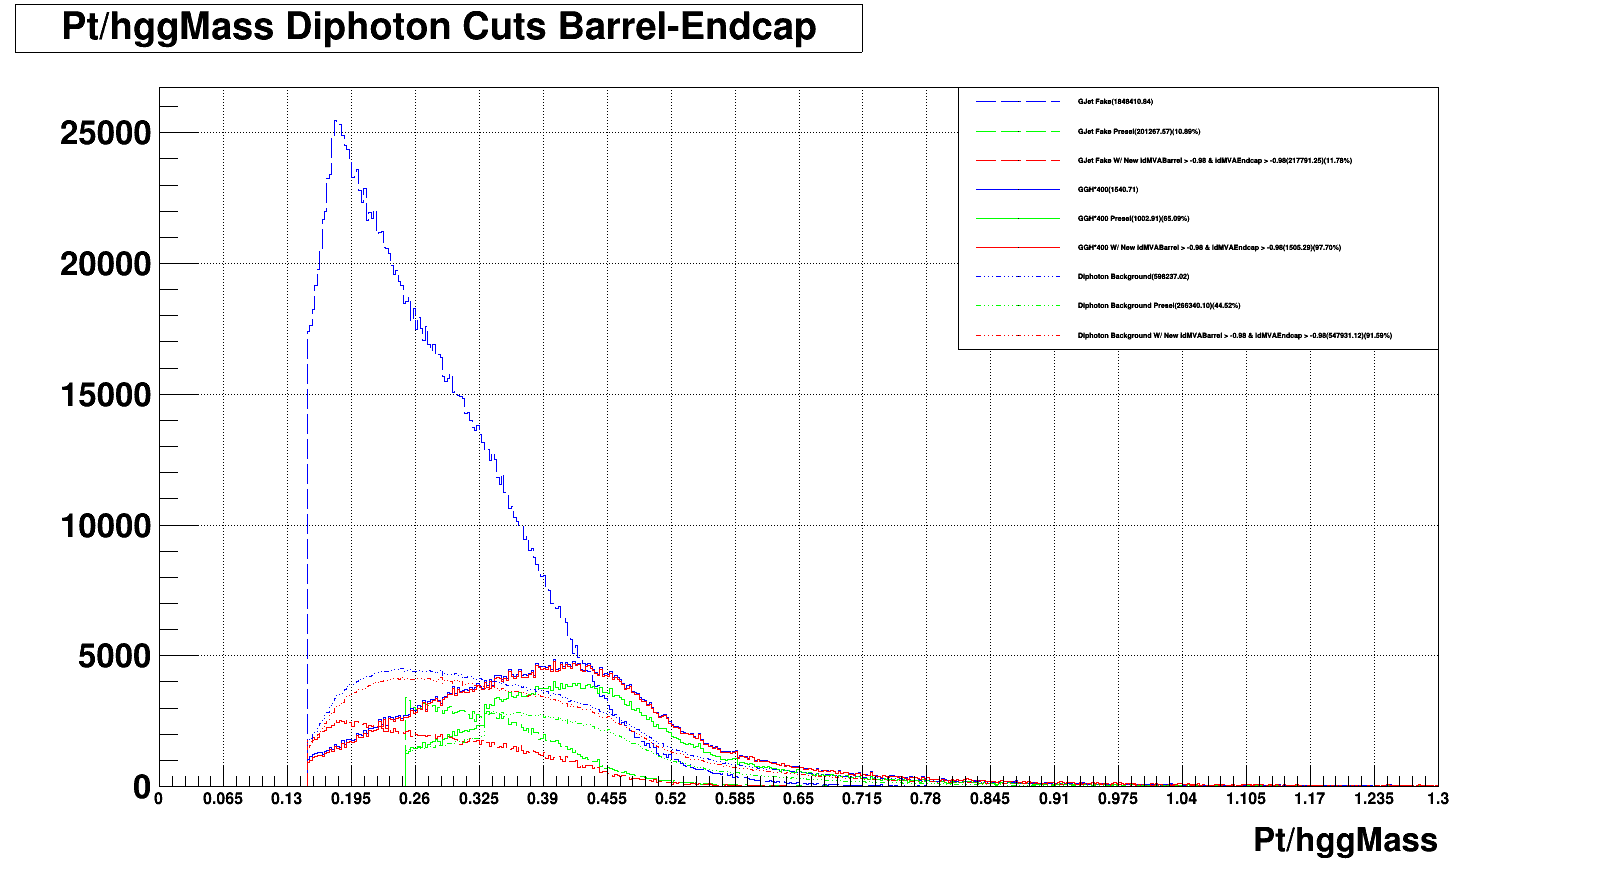 Pt/hggMass Diphoton Cuts Barrel-Endcap
GJet Fake(1848410.84)
GJet Fake Presel(201267.57)(10.89%)
GJet Fake W/ New idMVABarrel > -0.98 & idMVAEndcap > -0.98(217791.25)(11.78%)
GGH*400(1540.71)
GGH*400 Presel(1002.91)(65.09%)
GGH*400 W/ New idMVABarrel > -0.98 & idMVAEndcap > -0.98(1505.29)(97.70%)
Diphoton Background(598237.02)
Diphoton Background Presel(266340.10)(44.52%)
Diphoton Background W/ New idMVABarrel > -0.98 & idMVAEndcap > -0.98(547931.12)(91.59%)
25000
20000
15000
10000
5000
0
0 0.065 0.13 0.195 0.26 0.325 0.39 0.455 0.52 0.585 0.65 0.715 0.78 0.845 0.91 0.975 1.04 1.105 1.17 1.235 1.3
Pt/hggMass